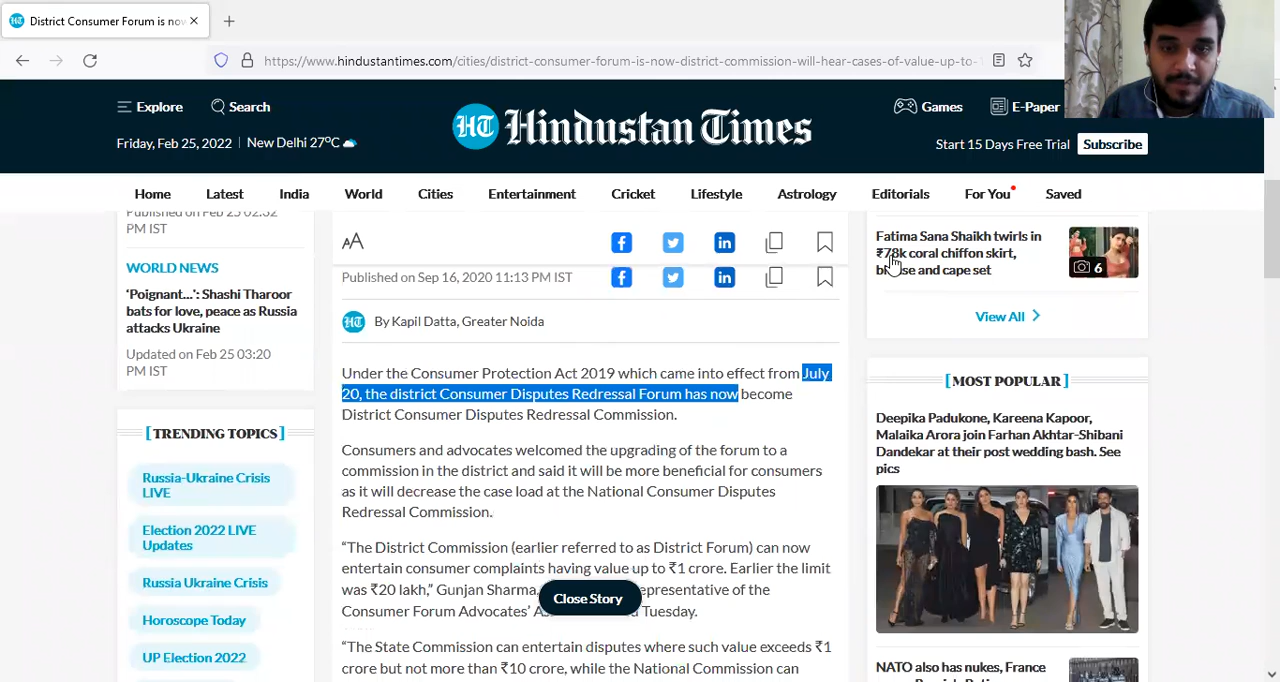 District Consumer Forum is now
https://www.hindustantimes.com/cities/district-consumer-forum-is-now-district-commission-will-hear-cases-of-value-up-to-
Explore
Search
Hindustan Times
HT
Games
E-Paper
Friday, Feb 25, 2022
New Delhi 27°C
Start 15 Days Free Trial
Subscribe
Home
Latest
India
World
Cities
Entertainment
Cricket
Lifestyle
Astrology
Editorials
For You
Saved
Published on Feb 25 02:32
PM IST
WORLD NEWS
‘Poignant...’: Shashi Tharoor
bats for love, peace as Russia
attacks Ukraine
Updated on Feb 25 03:20
PM IST
[TRENDING TOPICS]
Russia-Ukraine Crisis
LIVE
Election 2022 LIVE
Updates
Russia Ukraine Crisis
Horoscope Today
UP Election 2022
AA
Published on Sep 16, 2020 11:13 PM IST
HT
By Kapil Datta, Greater Noida
Under the Consumer Protection Act 2019 which came into effect from July
20, the district Consumer Disputes Redressal Forum has now become
District Consumer Disputes Redressal Commission.
Consumers and advocates welcomed the upgrading of the forum to a
commission in the district and said it will be more beneficial for consumers
as it will decrease the case load at the National Consumer Disputes
Redressal Commission.
“The District Commission (earlier referred to as District Forum) can now
entertain consumer complaints having value up to ₹1 crore. Earlier the limit
was ₹20 lakh,” Gunjan Sharma, epresentative of the
Consumer Forum Advocates’ Tuesday.
Close Story
“The State Commission can entertain disputes where such value exceeds ₹1
crore but not more than ₹10 crore, while the National Commission can
Fatima Sana Shaikh twirls in
₹78k coral chiffon skirt,
and cape set
6
View All
[MOST POPULAR]
Deepika Padukone, Kareena Kapoor,
Malaika Arora join Farhan Akhtar-Shibani
Dandekar at their post wedding bash. See
pics
NATO also has nukes, France